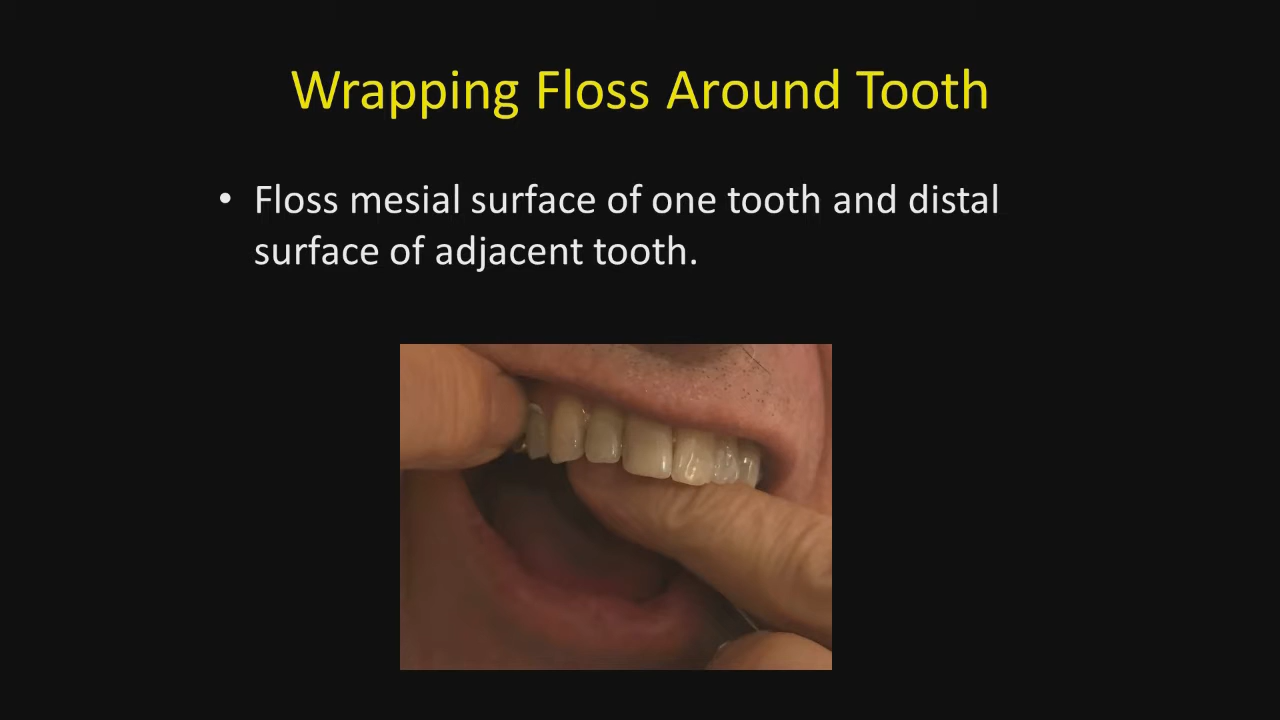 Wrapping Floss Around Tooth
• Floss mesial surface of one tooth and distal
surface of adjacent tooth.